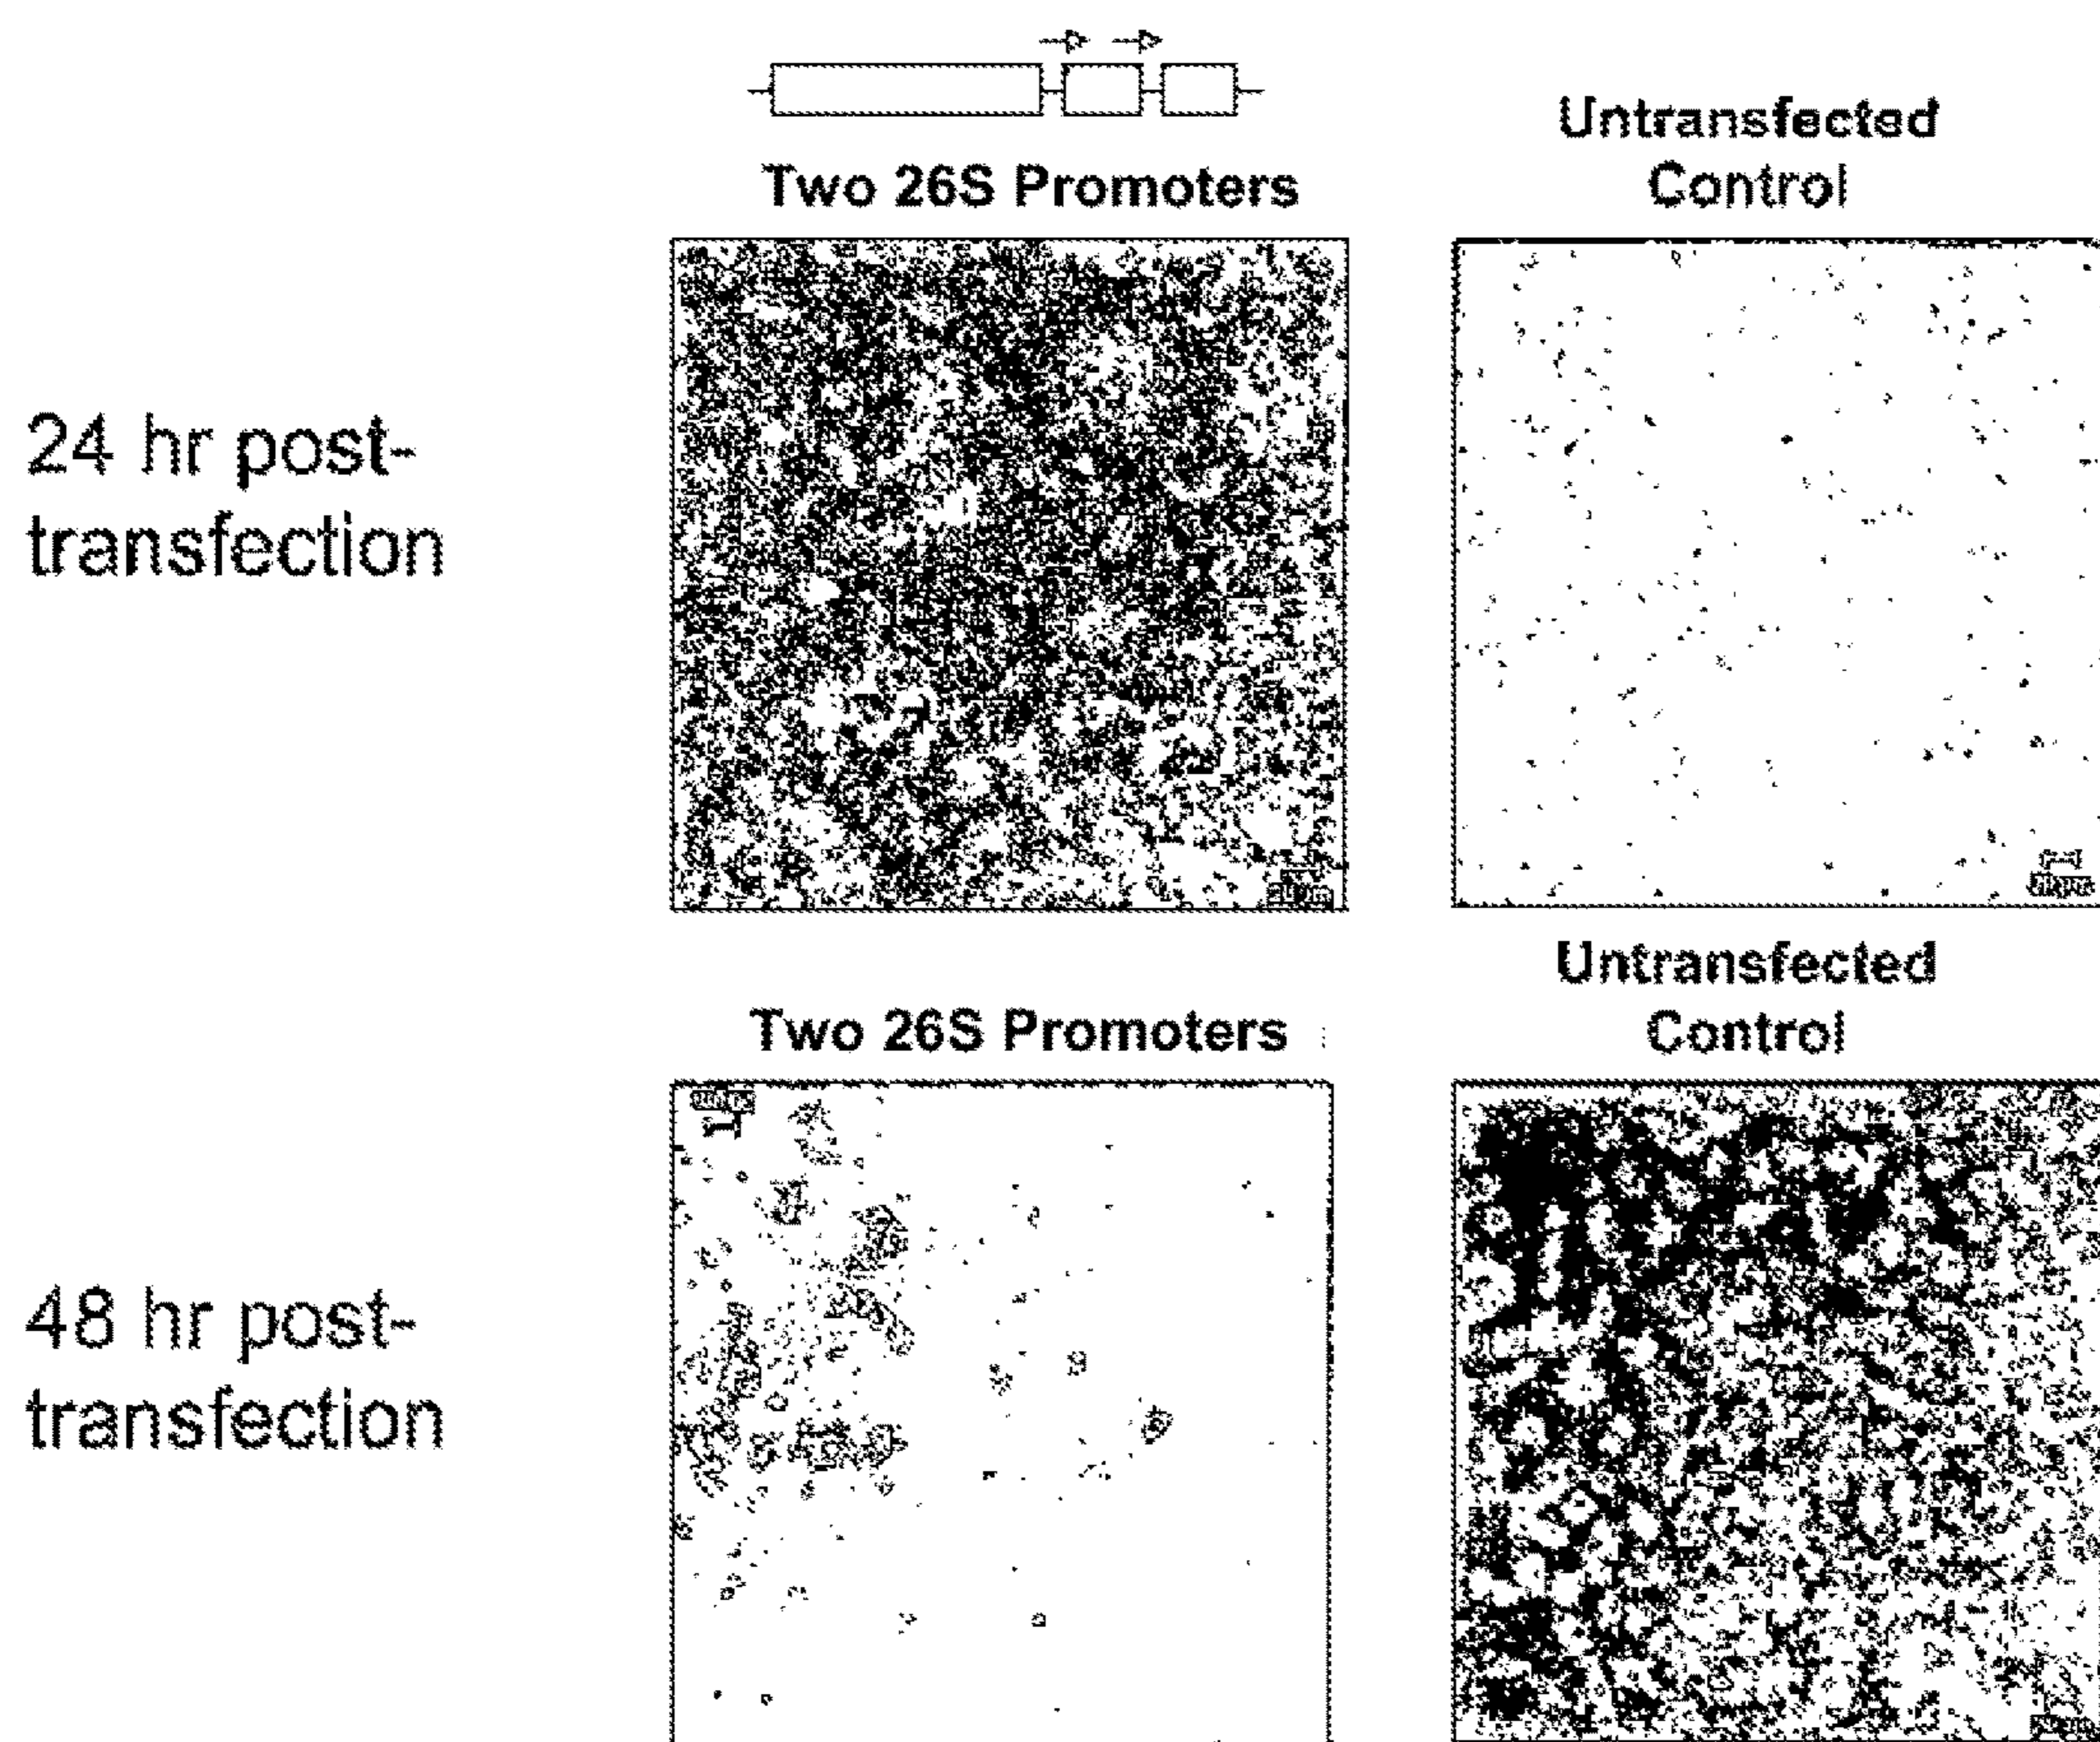 Two 26S Promoters
Untransfected
Control
24 hr post-
transfection
Two 26S Promoters
Untransfected
Control
48 hr post-
transfection